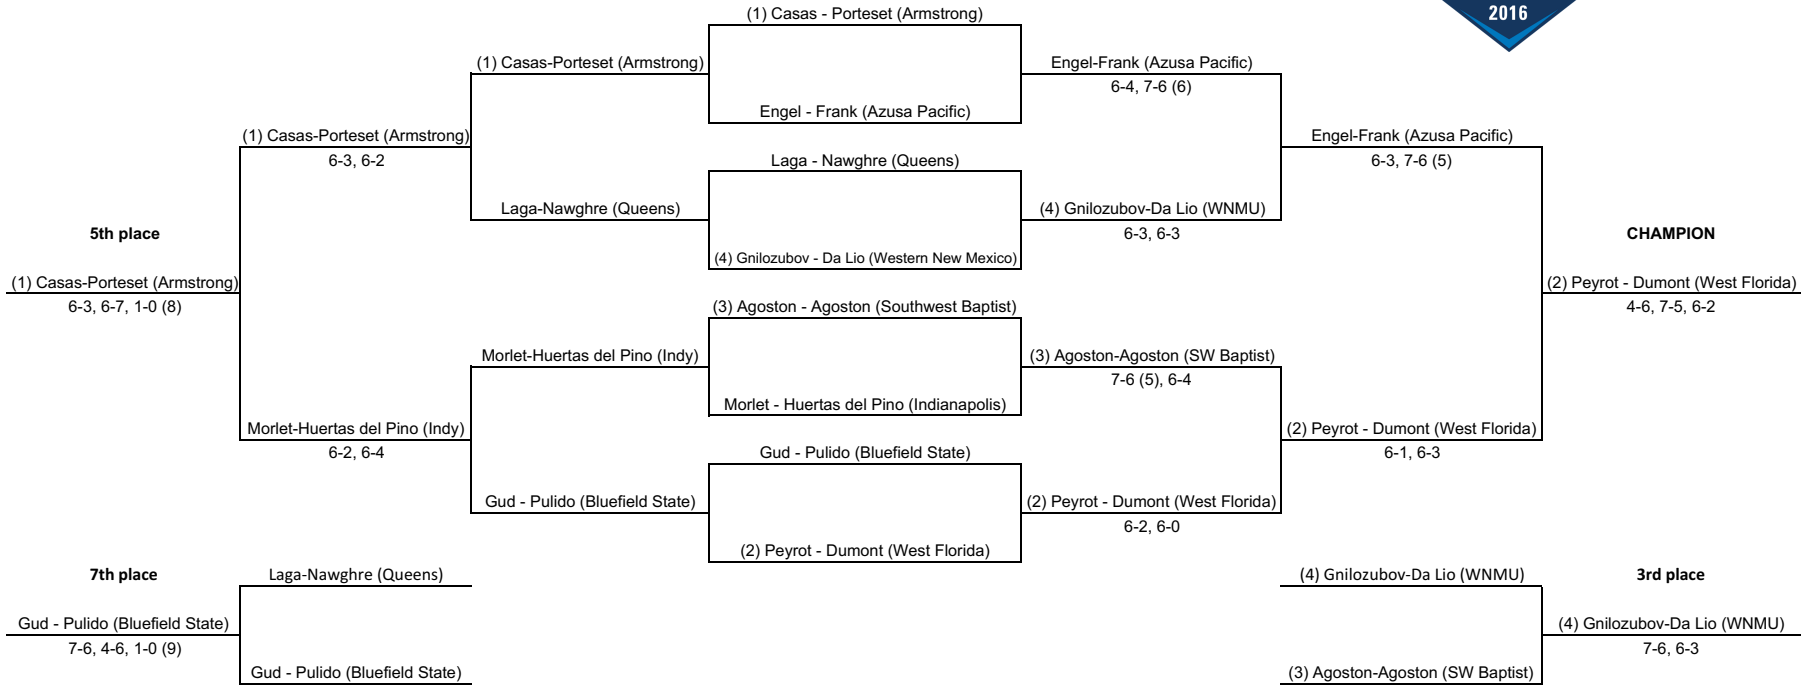 2016
(1) Casas - Porteset (Armstrong)
(1) Casas-Porteset (Armstrong)
Engel-Frank (Azusa Pacific)
6-4, 7-6 (6)
Engel - Frank (Azusa Pacific)
(1) Casas-Porteset (Armstrong)
6-3, 6-2
Engel-Frank (Azusa Pacific)
6-3, 7-6 (5)
Laga - Nawghre (Queens)
Laga-Nawghre (Queens)
(4) Gnilozubov-Da Lio (WNMU)
6-3, 6-3
5th place
CHAMPION
(4) Gnilozubov - Da Lio (Western New Mexico)
(1) Casas-Porteset (Armstrong)
6-3, 6-7, 1-0 (8)
(2) Peyrot - Dumont (West Florida)
4-6, 7-5, 6-2
(3) Agoston - Agoston (Southwest Baptist)
Morlet-Huertas del Pino (Indy)
(3) Agoston-Agoston (SW Baptist)
7-6 (5), 6-4
Morlet - Huertas del Pino (Indianapolis)
Morlet-Huertas del Pino (Indy)
6-2, 6-4
(2) Peyrot - Dumont (West Florida)
6-1, 6-3
Gud - Pulido (Bluefield State)
Gud - Pulido (Bluefield State)
(2) Peyrot - Dumont (West Florida)
6-2, 6-0
(2) Peyrot - Dumont (West Florida)
7th place
Laga-Nawghre (Queens)
(4) Gnilozubov-Da Lio (WNMU)
3rd place
Gud - Pulido (Bluefield State)
7-6, 4-6, 1-0 (9)
(4) Gnilozubov-Da Lio (WNMU)
7-6, 6-3
Gud - Pulido (Bluefield State)
(3) Agoston-Agoston (SW Baptist)